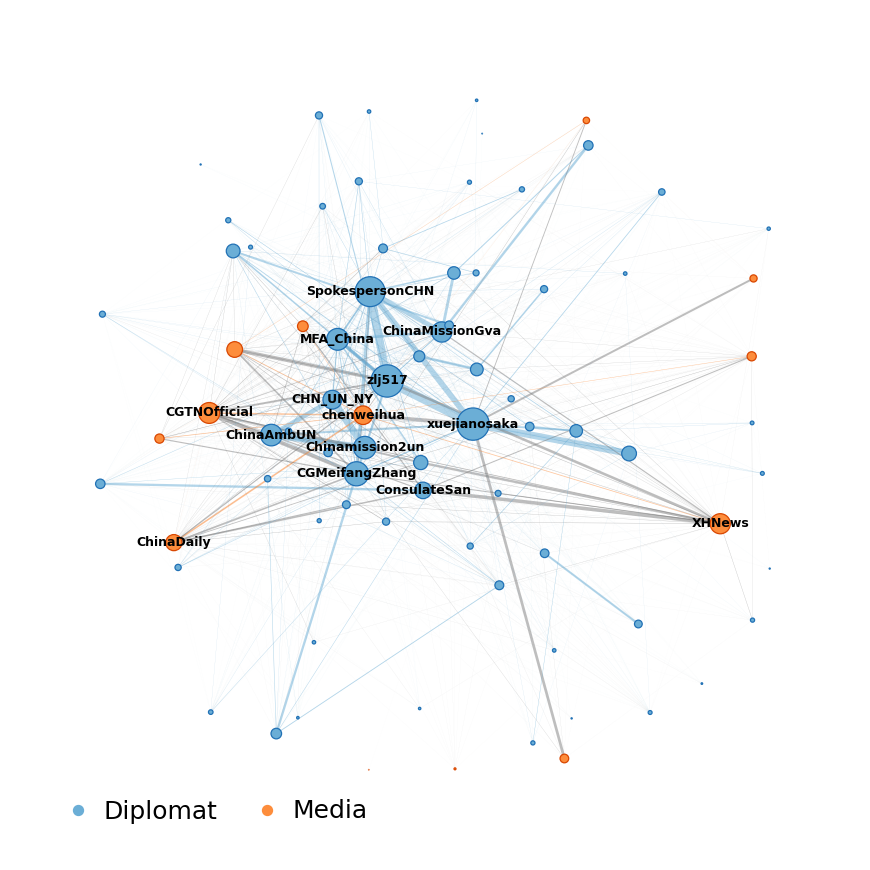 SpokespersonCHN
ChinaMissionGva
MFA_China
zlj517
CHN_UN_NY
CGTNOfficial
chenweihua
xuejianosaka
ChinaAmbUN
Chinamission2un
CGMeifangZhang
ConsulateSan
XHNews
ChinaDaily
Diplomat
Media